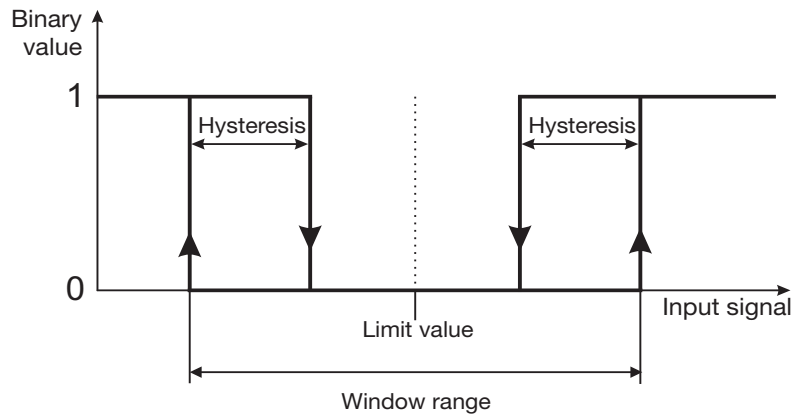 Binary
value
1
Hysteresis
Hysteresis
0
Input signal
Limit value
Window range